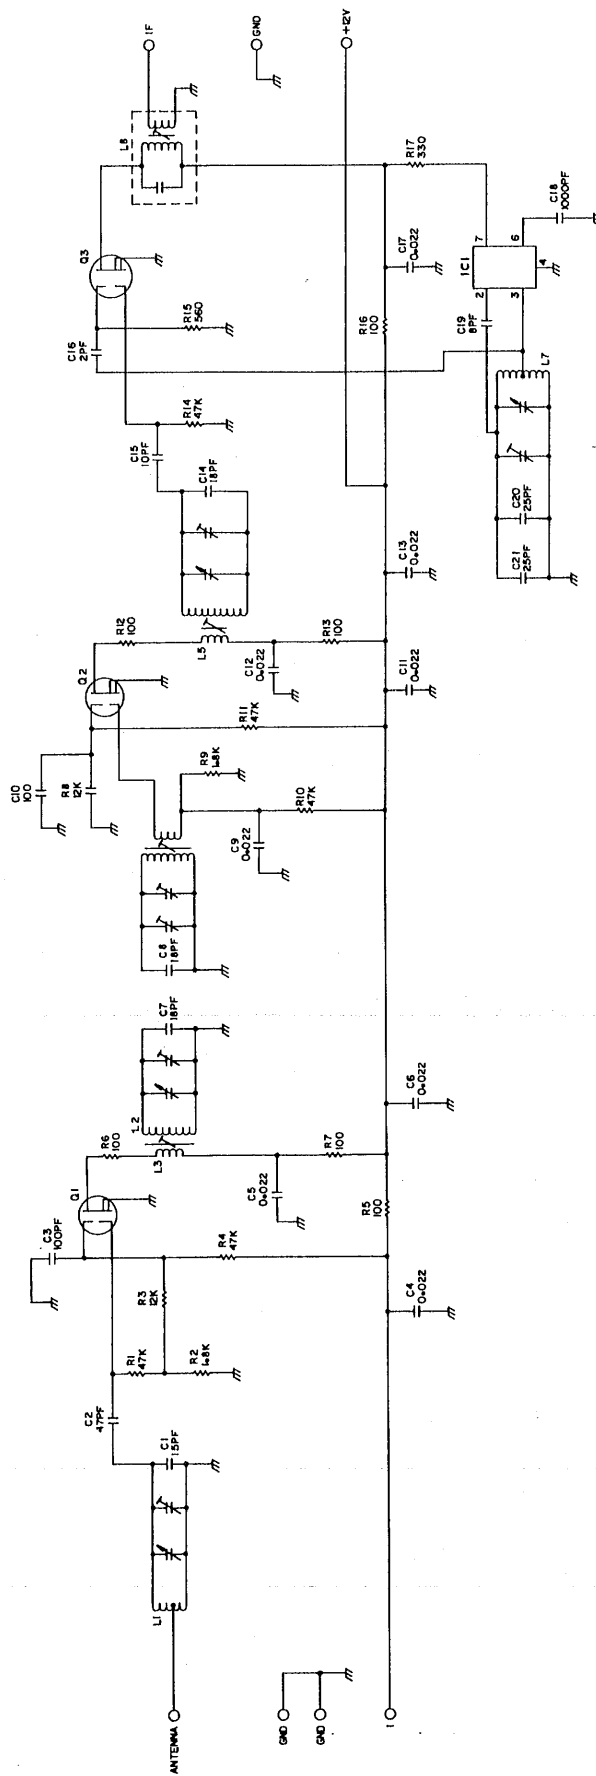 ANTENNA
GND
GND
1
L1
C1
15PF
C2
47PF
R1
47K
R2
1.8K
R3
12K
C3
100PF
Q1
R4
47K
C4
0.022
R5
100
R6
100
L3
L2
C5
0.022
R7
100
C6
0.022
C7
18PF
C8
18PF
C9
0.022
R10
47K
R9
1.8K
C10
100
R8
12K
Q2
R11
47K
C11
0.022
R12
100
L5
C12
0.022
R13
100
C13
0.022
C14
18PF
C15
10PF
R14
47K
C16
2PF
R15
560
Q3
R16
100
C17
0.022
L6
IF
GND
+12V
R17
330
IC1
2
3
7
6
4
C18
1000PF
C19
8PF
L7
C20
25PF
C21
25PF